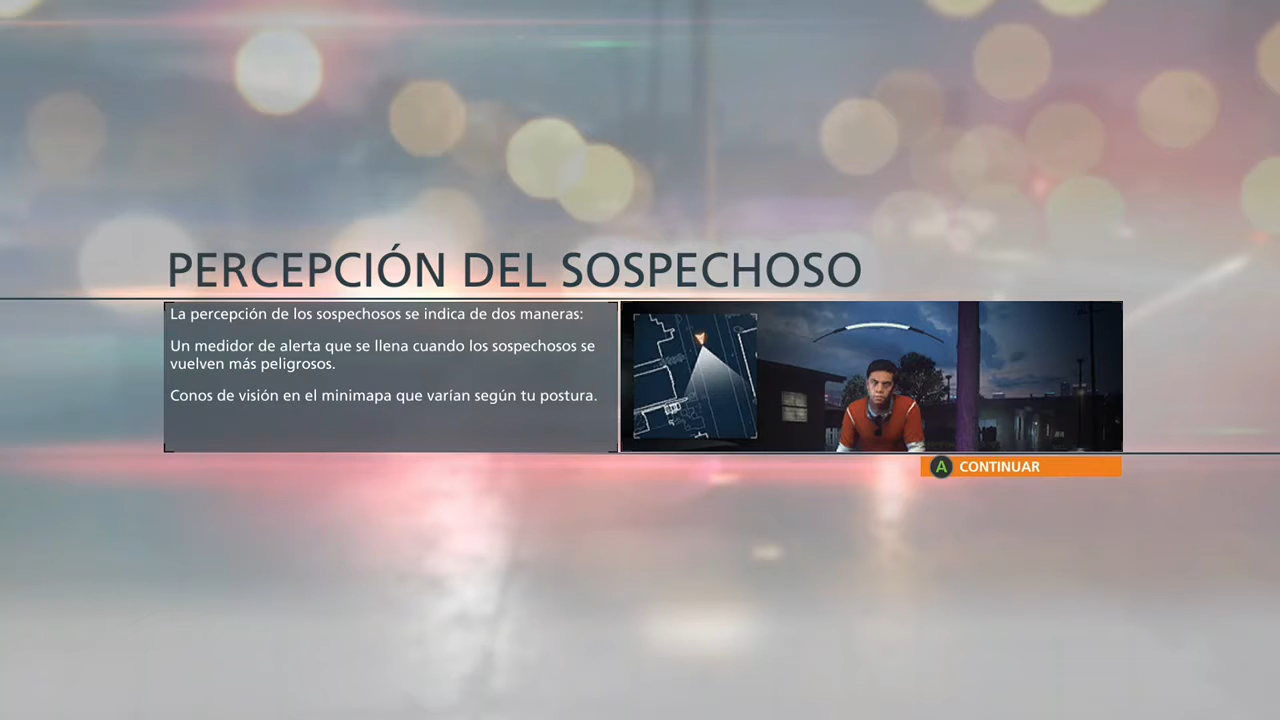 PERCEPCIÓN DEL SOSPECHOSO
La percepción de los sospechosos se indica de dos maneras:
Un medidor de alerta que se llena cuando los sospechosos se
vuelven más peligrosos.
Conos de visión en el minimapa que varían según tu postura.
A CONTINUAR